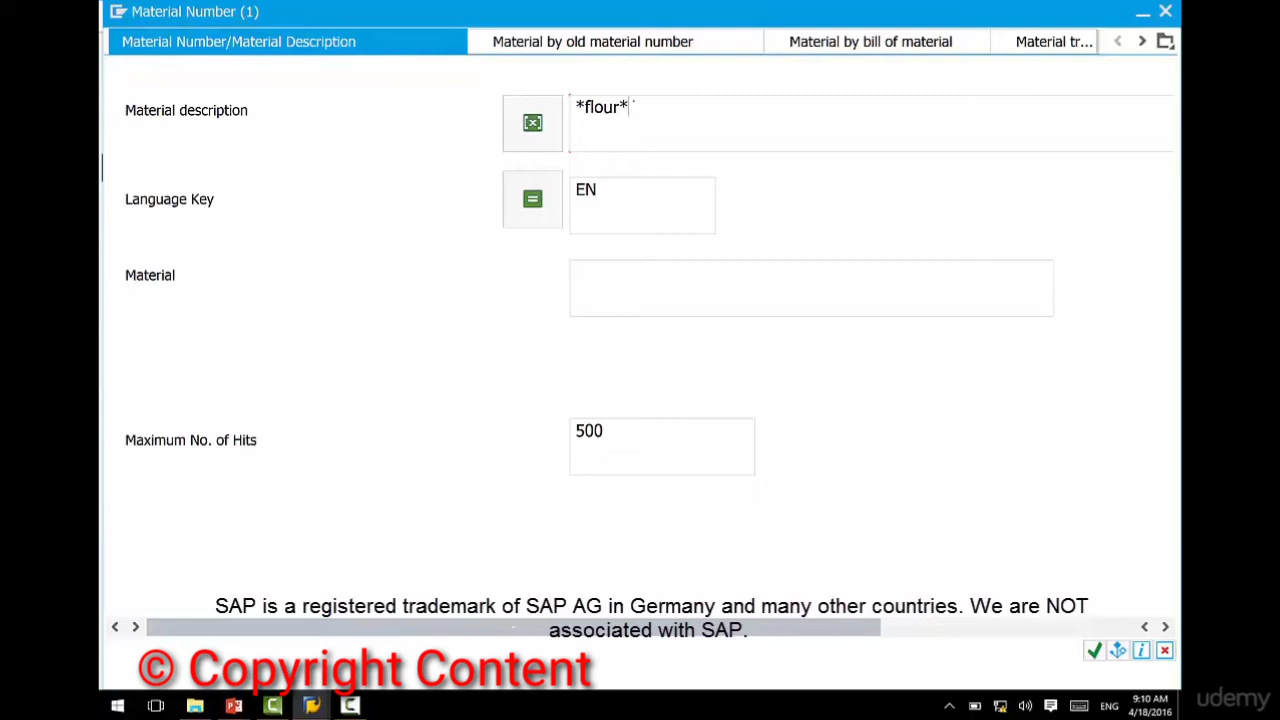 Material Number (1)
Material Number/Material Description
Material by old material number
Material by bill of material
Material tr...
Material description
*flour*
Language Key
EN
Material
Maximum No. of Hits
500
SAP is a registered trademark of SAP AG in Germany and many other countries. We are NOT
associated with SAP.
© Copyright Content
ENG
9:10 AM
4/18/2016
udemy